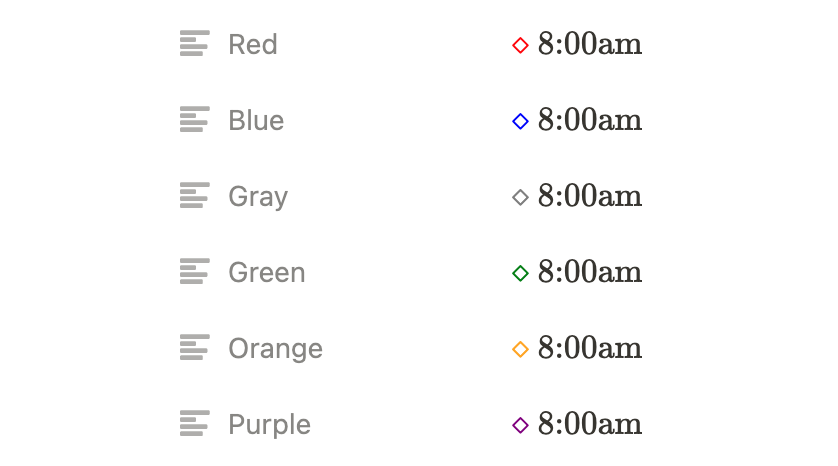 Red ◇ 8:00am
Blue ◇ 8:00am
Gray ◇ 8:00am
Green ◇ 8:00am
Orange ◇ 8:00am
Purple ◇ 8:00am